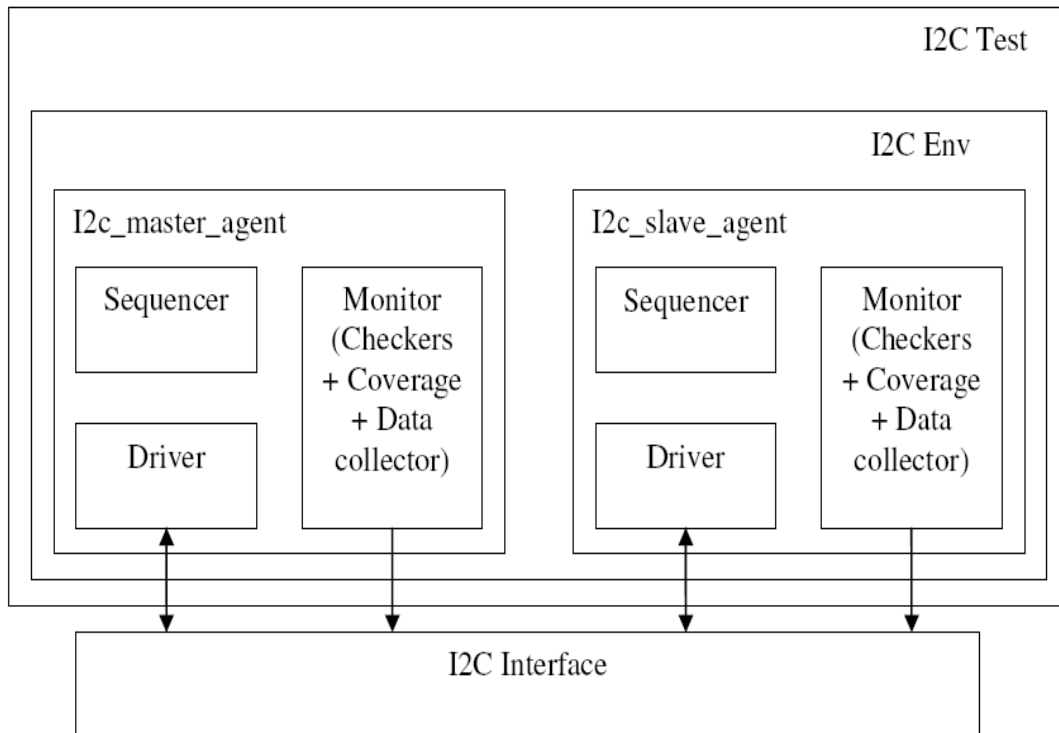 I2C Test
I2C Env
I2c_master_agent
Sequencer
Driver
Monitor
(Checkers
+ Coverage
+ Data
collector)
I2c_slave_agent
Sequencer
Driver
Monitor
(Checkers
+ Coverage
+ Data
collector)
I2C Interface